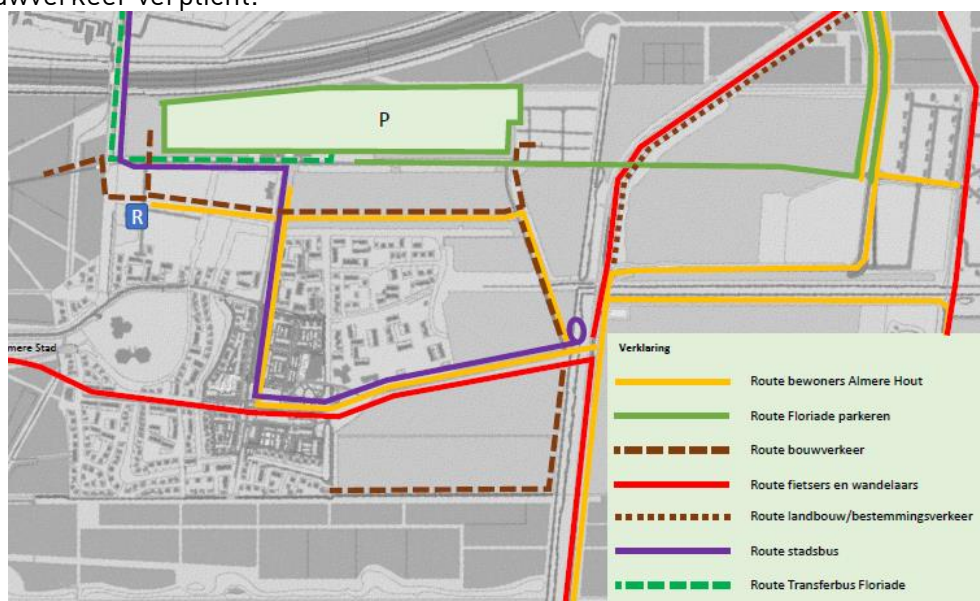 uwverkeer verplicht.
P
R
mere Stad
Verklaring
Route bewoners Almere Hout
Route Floriade parkeren
Route bouwverkeer
Route fietsers en wandelaars
Route landbouw/bestemmingsverkeer
Route stadsbus
Route Transferbus Floriade